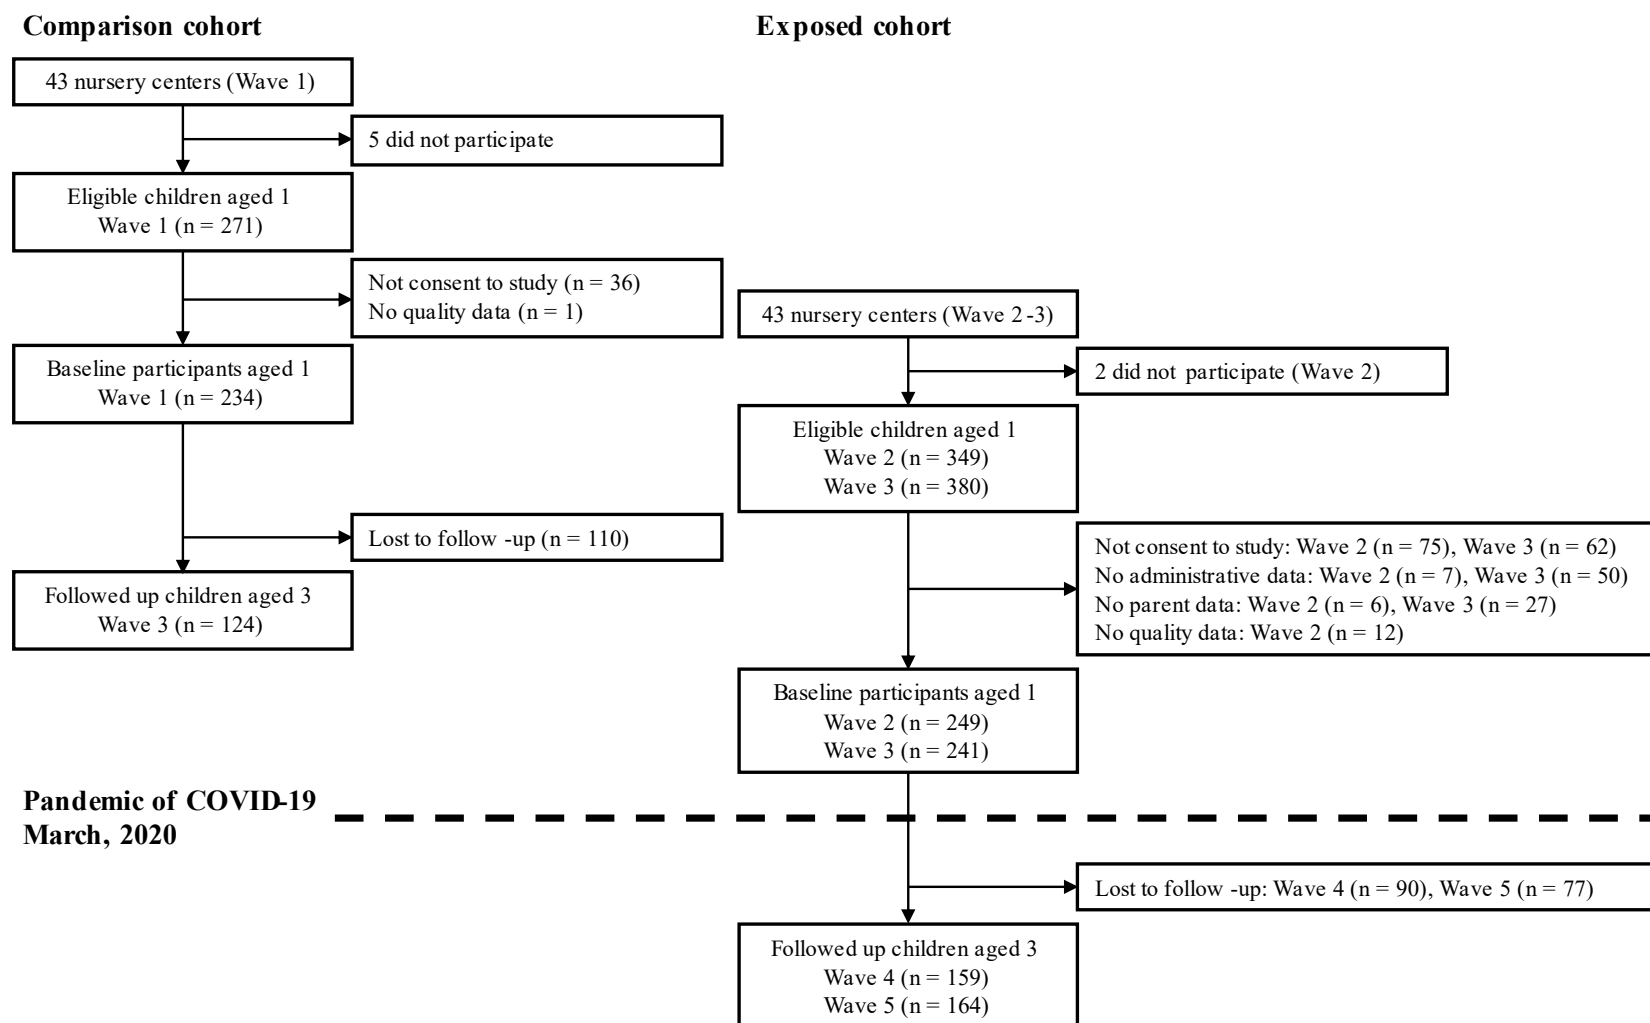 Comparison cohort
43 nursery centers (Wave 1)
5 did not participate
Eligible children aged 1
Wave 1 (n = 271)
Not consent to study (n = 36)
No quality data (n = 1)
Baseline participants aged 1
Wave 1 (n = 234)
Lost to follow -up (n = 110)
Followed up children aged 3
Wave 3 (n = 124)
Exposed cohort
43 nursery centers (Wave 2-3)
2 did not participate (Wave 2)
Eligible children aged 1
Wave 2 (n = 349)
Wave 3 (n = 380)
Not consent to study: Wave 2 (n = 75), Wave 3 (n = 62)
No administrative data: Wave 2 (n = 7), Wave 3 (n = 50)
No parent data: Wave 2 (n = 6), Wave 3 (n = 27)
No quality data: Wave 2 (n = 12)
Baseline participants aged 1
Wave 2 (n = 249)
Wave 3 (n = 241)
Pandemic of COVID-19
March, 2020
Lost to follow -up: Wave 4 (n = 90), Wave 5 (n = 77)
Followed up children aged 3
Wave 4 (n = 159)
Wave 5 (n = 164)